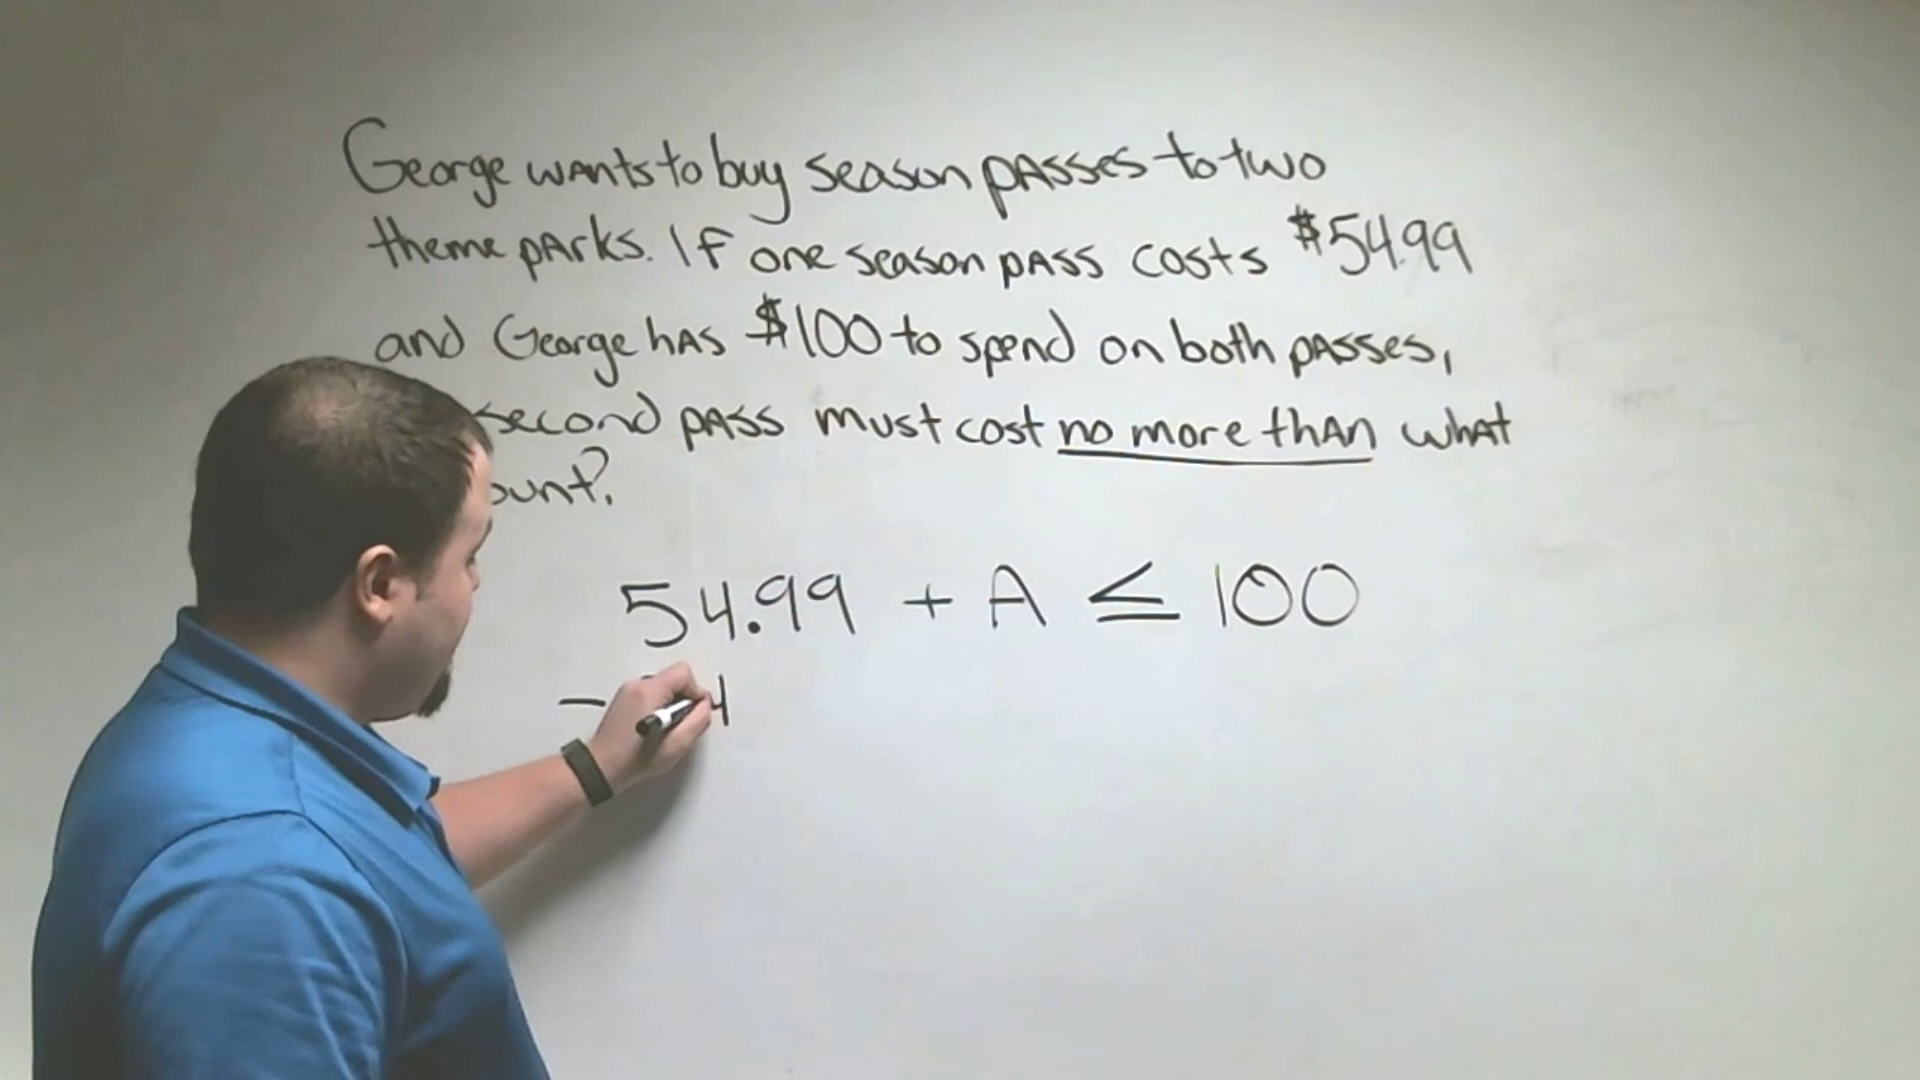 George wants to buy season passes to two
theme parks. If one season pass costs $54.99
and George has $100 to spend on both passes,
second pass must cost no more than what
54.99 + A ≤ 100
- 4